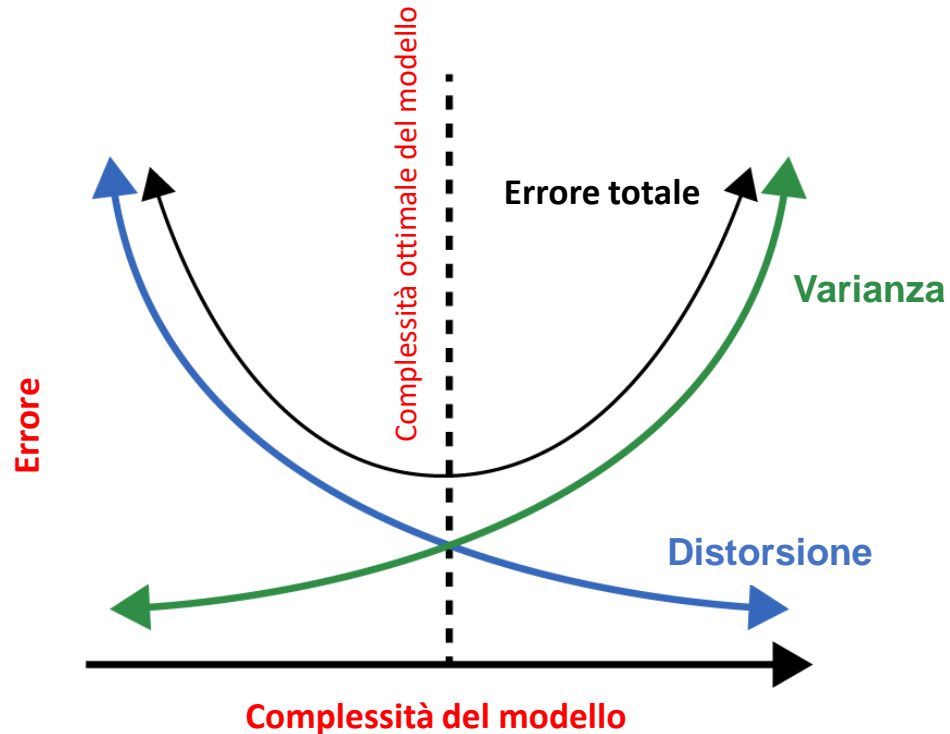 Complessità ottimale del modello
Errore totale
Varianza
Errore
Distorsione
Complessità del modello